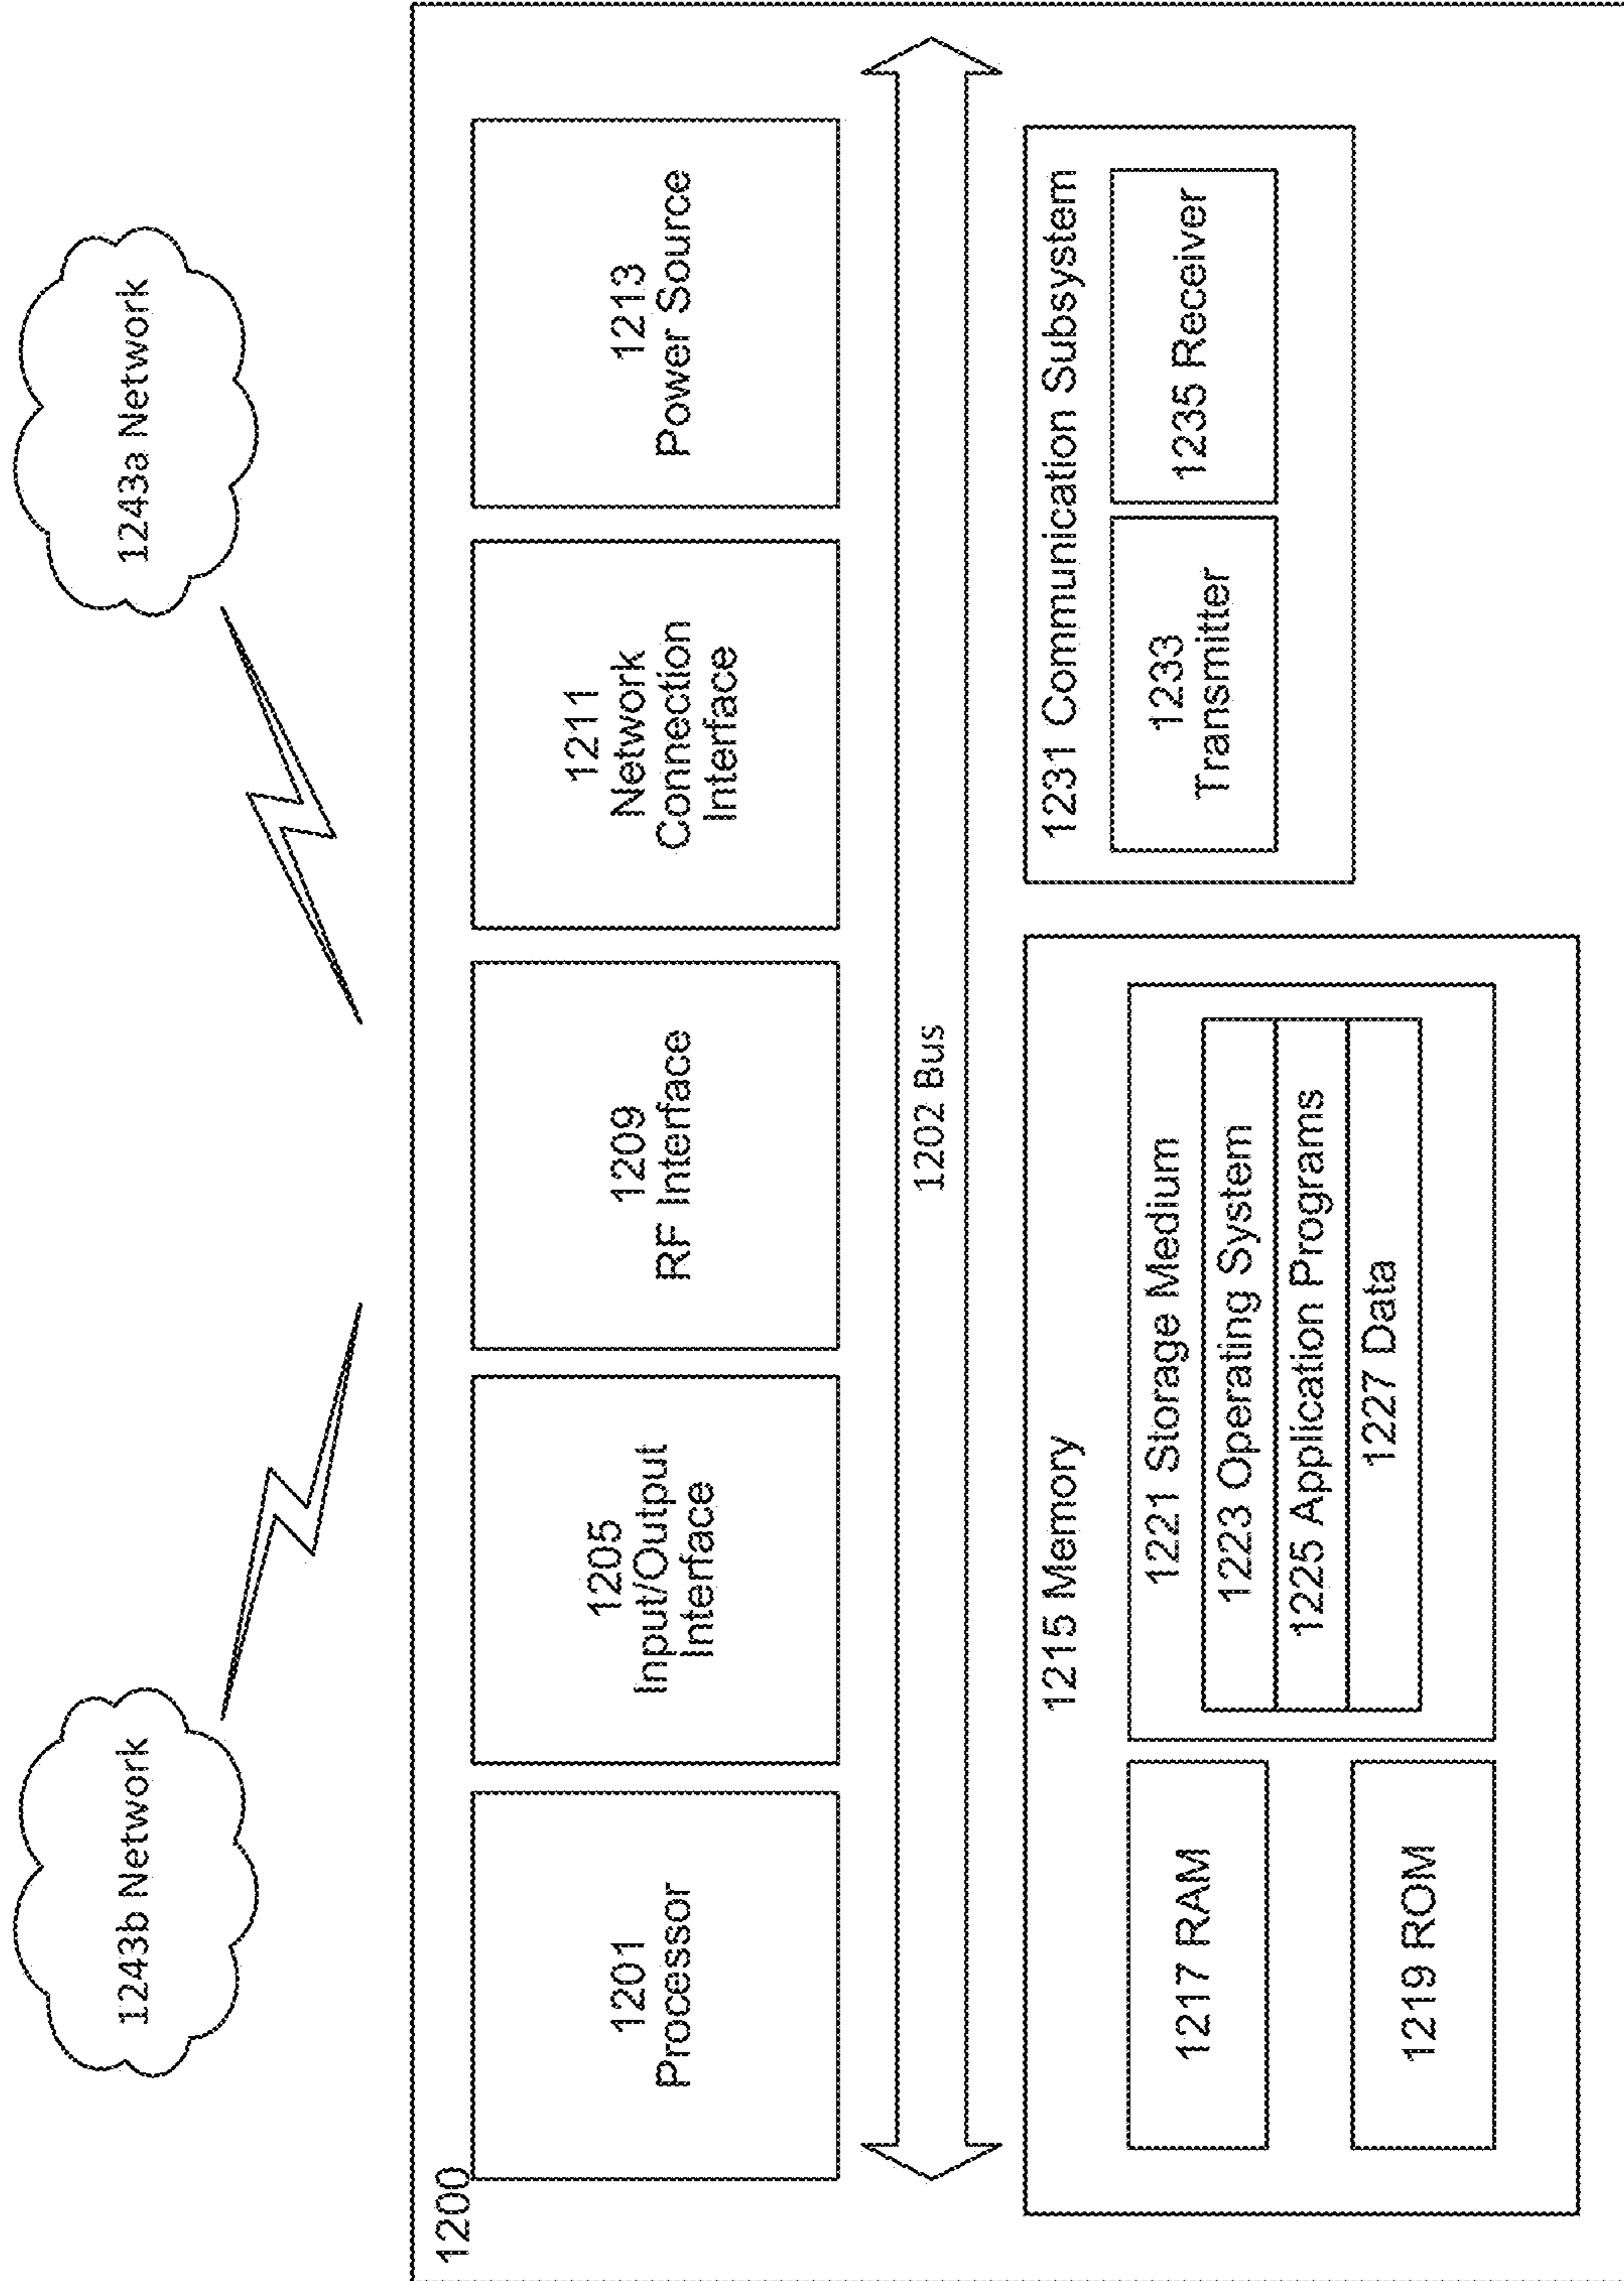 1243b Network
1243a Network
1200
1201
Processor
1205
Input/Output
Interface
1209
RF Interface
1211
Network
Connection
Interface
1213
Power Source
1202 Bus
1215 Memory
1217 RAM
1219 ROM
1221 Storage Medium
1223 Operating System
1225 Application Programs
1227 Data
1231 Communication Subsystem
1233
Transmitter
1235 Receiver